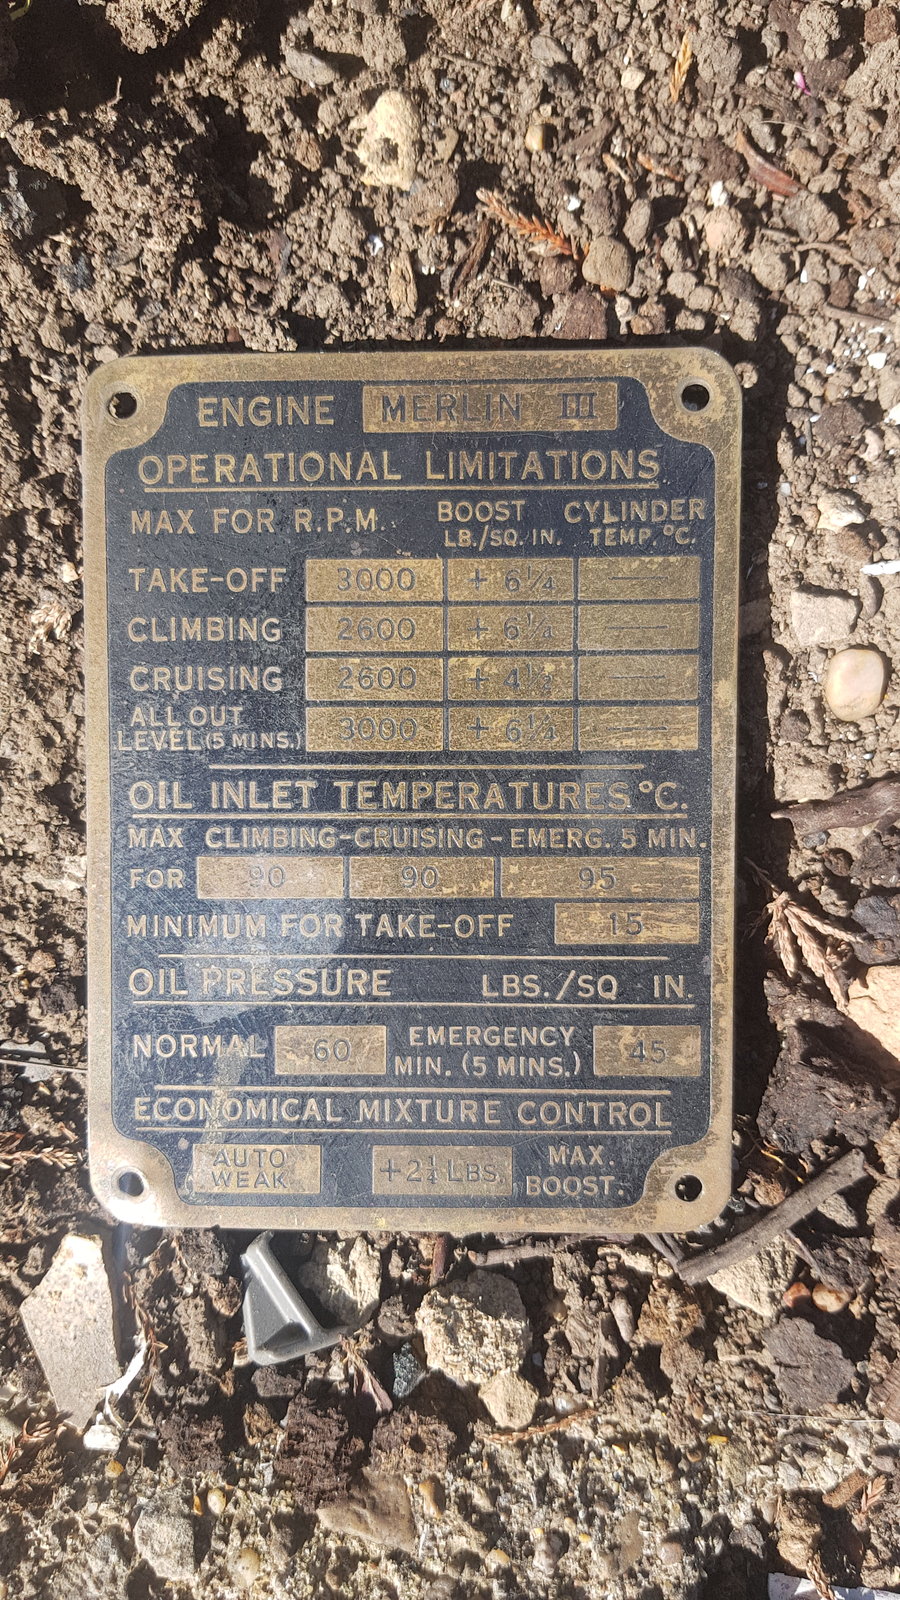 ENGINE MERLIN III
OPERATIONAL LIMITATIONS
MAX FOR R.P.M. BOOST LB./SQ. IN. CYLINDER TEMP. °C.
TAKE-OFF 3000 + 6¼ —
CLIMBING 2600 + 6¼ —
CRUISING 2600 + 4½ —
ALL OUT
LEVEL (5 MINS.) 3000 + 6¼ —
OIL INLET TEMPERATURES °C.
MAX CLIMBING-CRUISING-EMERG. 5 MIN.
FOR 90 90 95
MINIMUM FOR TAKE-OFF 15
OIL PRESSURE LBS./SQ IN.
NORMAL 60 EMERGENCY MIN. (5 MINS.) 45
ECONOMICAL MIXTURE CONTROL
AUTO WEAK +2¼ LBS. MAX. BOOST.